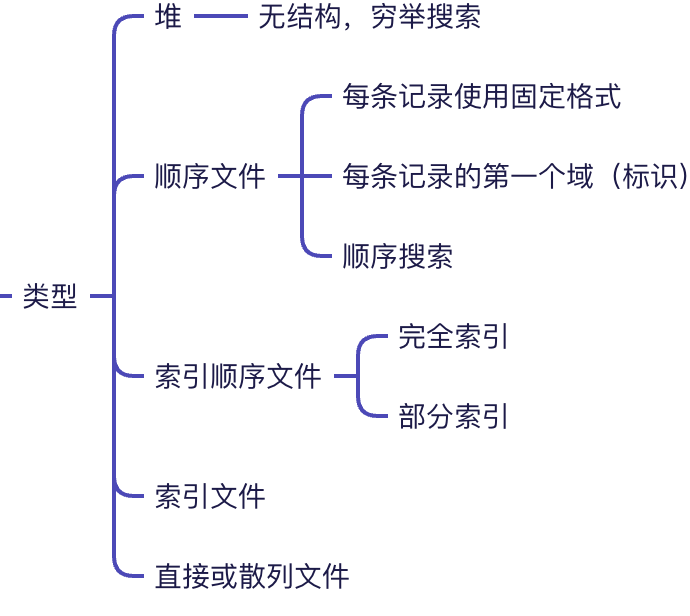 堆
无结构，穷举搜索
每条记录使用固定格式
顺序文件
每条记录的第一个域（标识）
顺序搜索
类型
完全索引
索引顺序文件
部分索引
索引文件
直接或散列文件